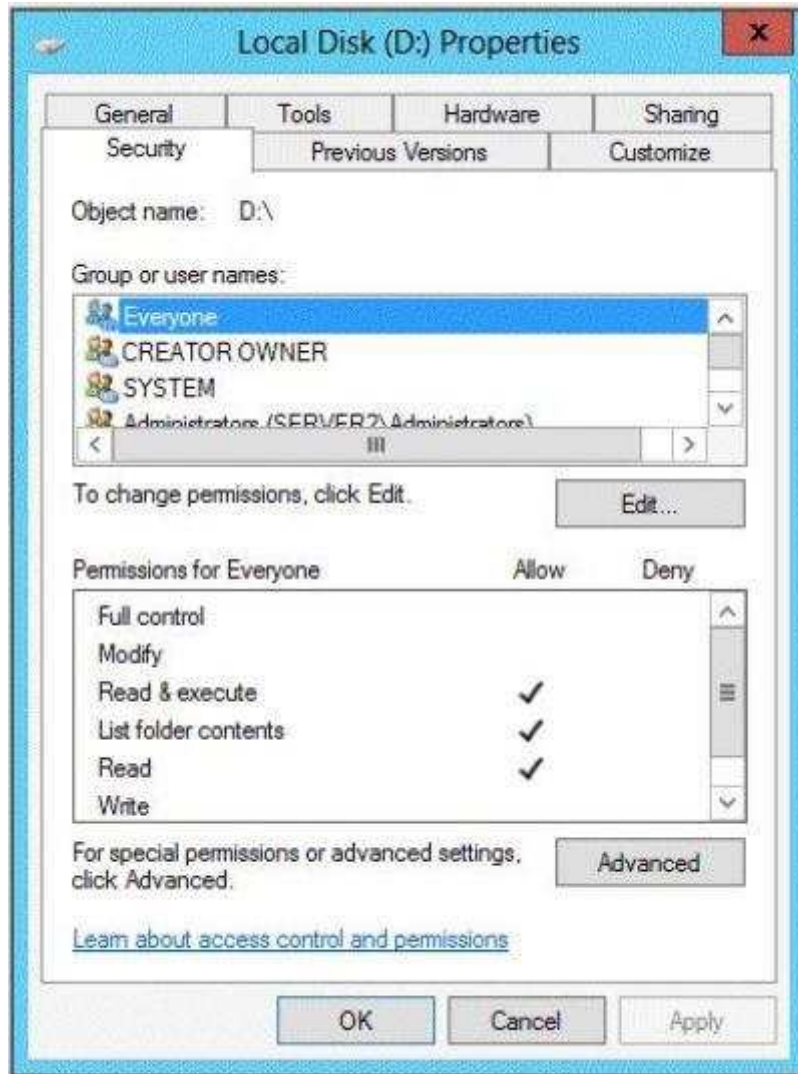 Local Disk (D:) Properties
x
General Tools Hardware Sharing
Security Previous Versions Customize
Object name: D:\
Group or user names:
Everyone
CREATOR OWNER
SYSTEM
Administrators (SERVER2\Administrators)
To change permissions, click Edit.
Edit...
Permissions for Everyone Allow Deny
Full control
Modify
Read & execute
List folder contents
Read
Write
For special permissions or advanced settings,
click Advanced.
Advanced
Learn about access control and permissions
OK Cancel Apply